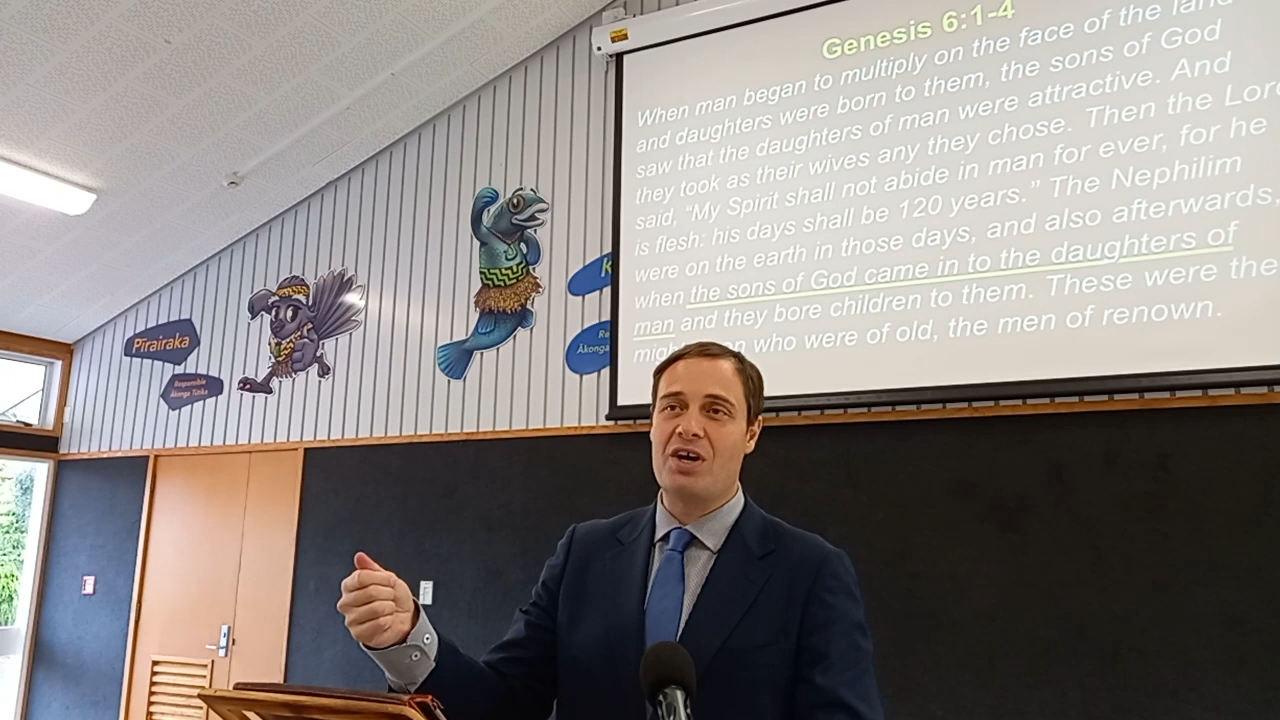 Genesis 6:1-4
When man began to multiply on the face of the land
and daughters were born to them, the sons of God
saw that the daughters of man were attractive. And
they took as their wives any they chose. Then the Lord
said, “My Spirit shall not abide in man for ever, for he
is flesh: his days shall be 120 years.” The Nephilim
were on the earth in those days, and also afterwards,
when the sons of God came in to the daughters of
man and they bore children to them. These were the
who were of old, the men of renown.
Pīrairaka
Responsible
Ākonga Tūtika
K
Re
Ākonga